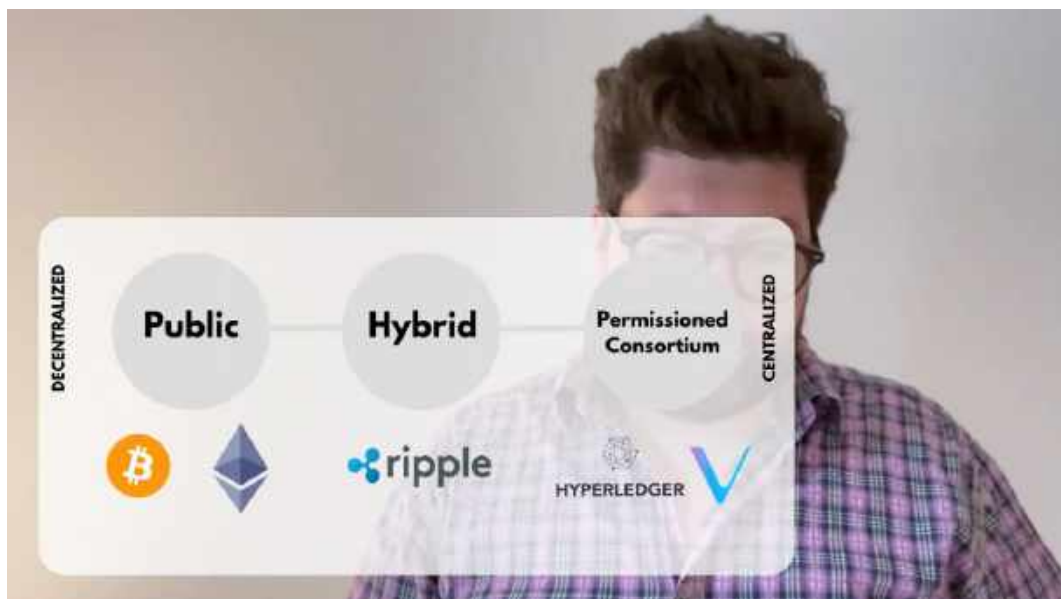 DECENTRALIZED
Public
Hybrid
Permissioned
Consortium
CENTRALIZED
ripple
HYPERLEDGER